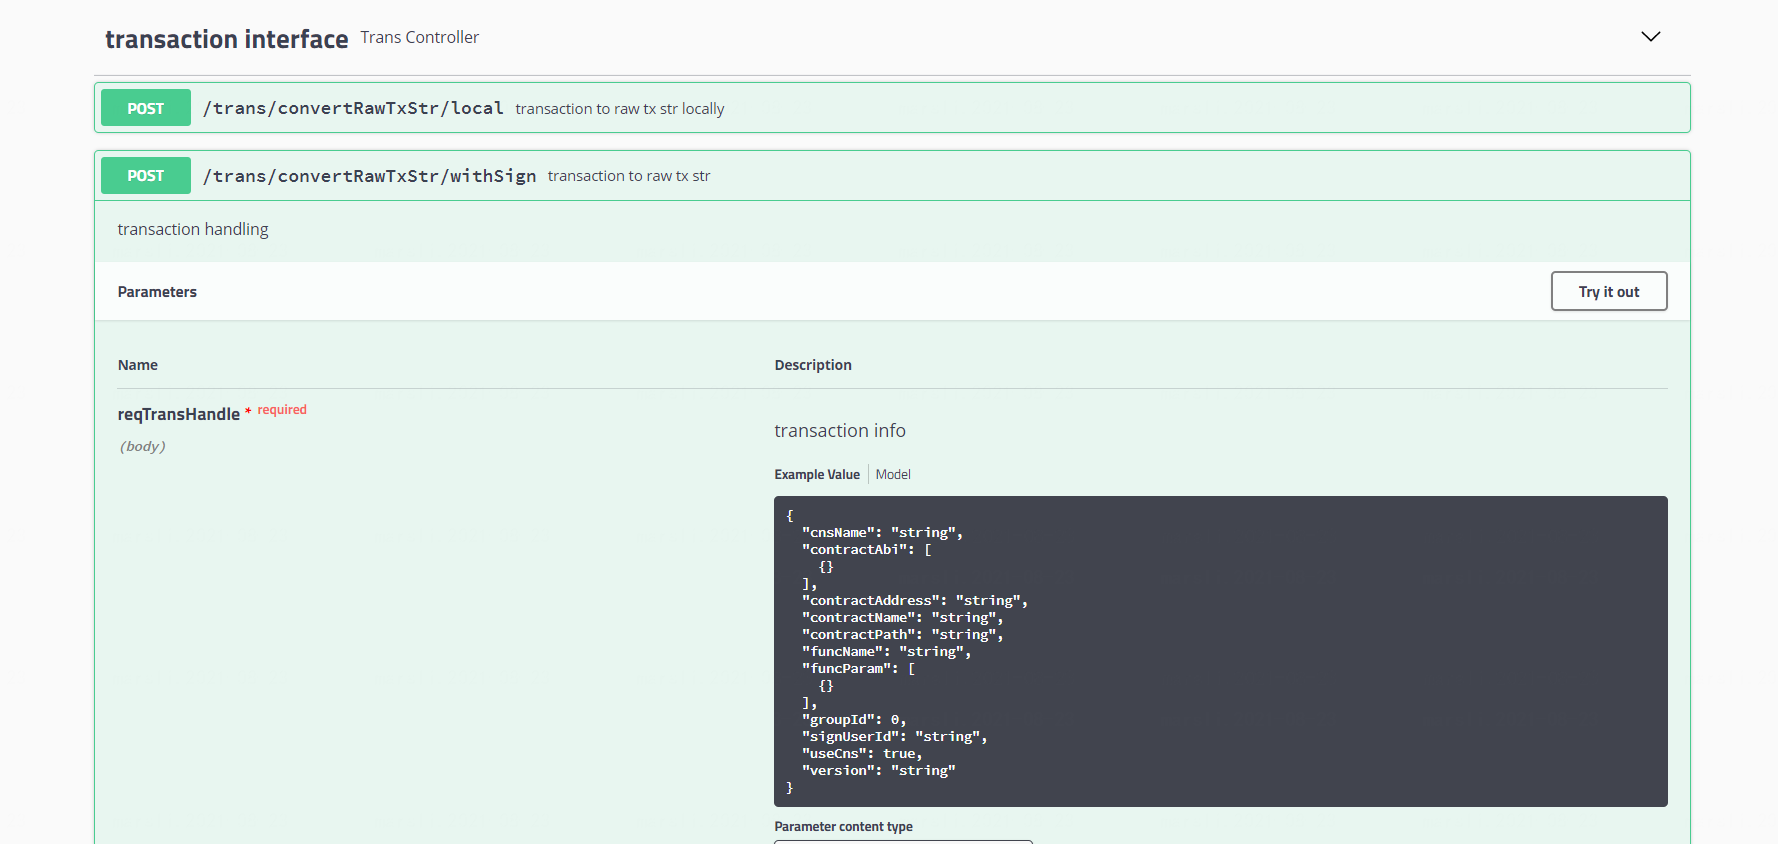 transaction interface Trans Controller
POST /trans/convertRawTxStr/local transaction to raw tx str locally
POST /trans/convertRawTxStr/withSign transaction to raw tx str
transaction handling
Parameters Try it out
Name Description
reqTransHandle * required
(body)
transaction info
Example Value Model
{
  "cnsName": "string",
  "contractAbi": [
    {}
  ],
  "contractAddress": "string",
  "contractName": "string",
  "contractPath": "string",
  "funcName": "string",
  "funcParam": [
    {}
  ],
  "groupId": 0,
  "signUserId": "string",
  "useCns": true,
  "version": "string"
}
Parameter content type